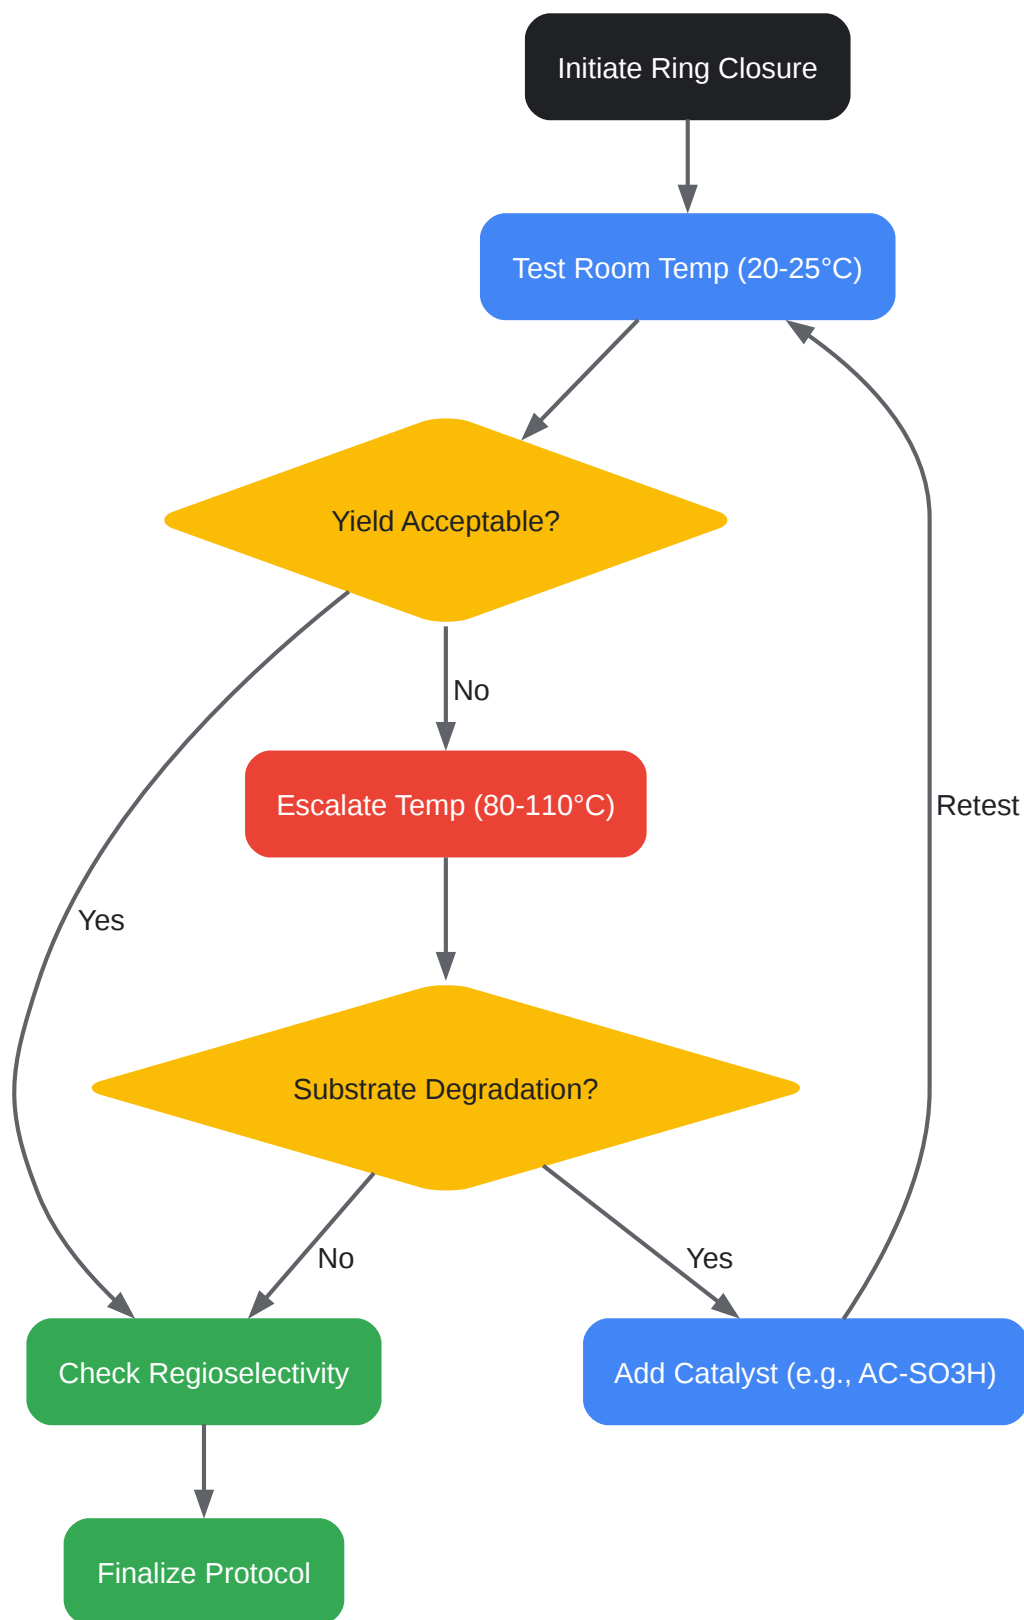 Initiate Ring Closure
Test Room Temp (20-25°C)
Yield Acceptable?
No
Escalate Temp (80-110°C)
Retest
Yes
Substrate Degradation?
No
Yes
Check Regioselectivity
Add Catalyst (e.g., AC-SO3H)
Finalize Protocol